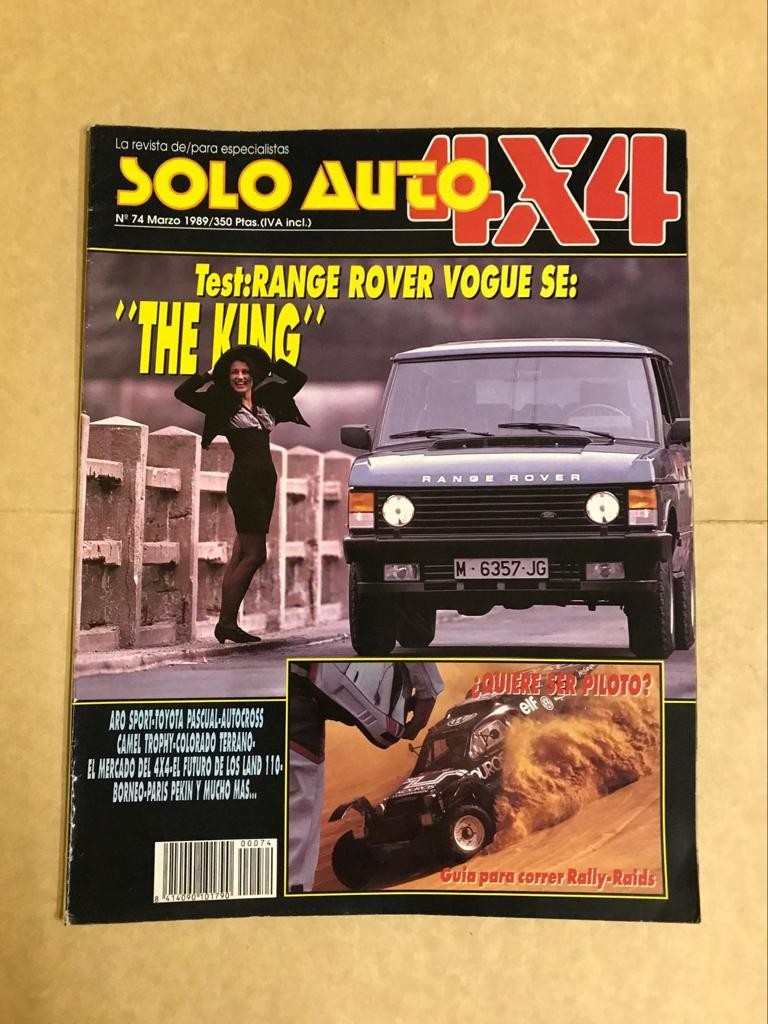 La revista de/para especialistas
SOLO AUTO 4X4
Nº 74 Marzo 1989/350 Ptas.(IVA incl.)
Test:RANGE ROVER VOGUE SE:
"THE KING"
RANGE ROVER
M-6357-JG
¿QUIERE SER PILOTO?
elf
ARO SPORT-TOYOTA PASCUAL-AUTOCROSS
CAMEL TROPHY-COLORADO TERRANO-
EL MERCADO DEL 4X4-EL FUTURO DE LOS LAND 110-
BORNEO-PARIS PEKIN Y MUCHO MAS...
Guía para correr Rally-Raids
00074
8 414090 101790